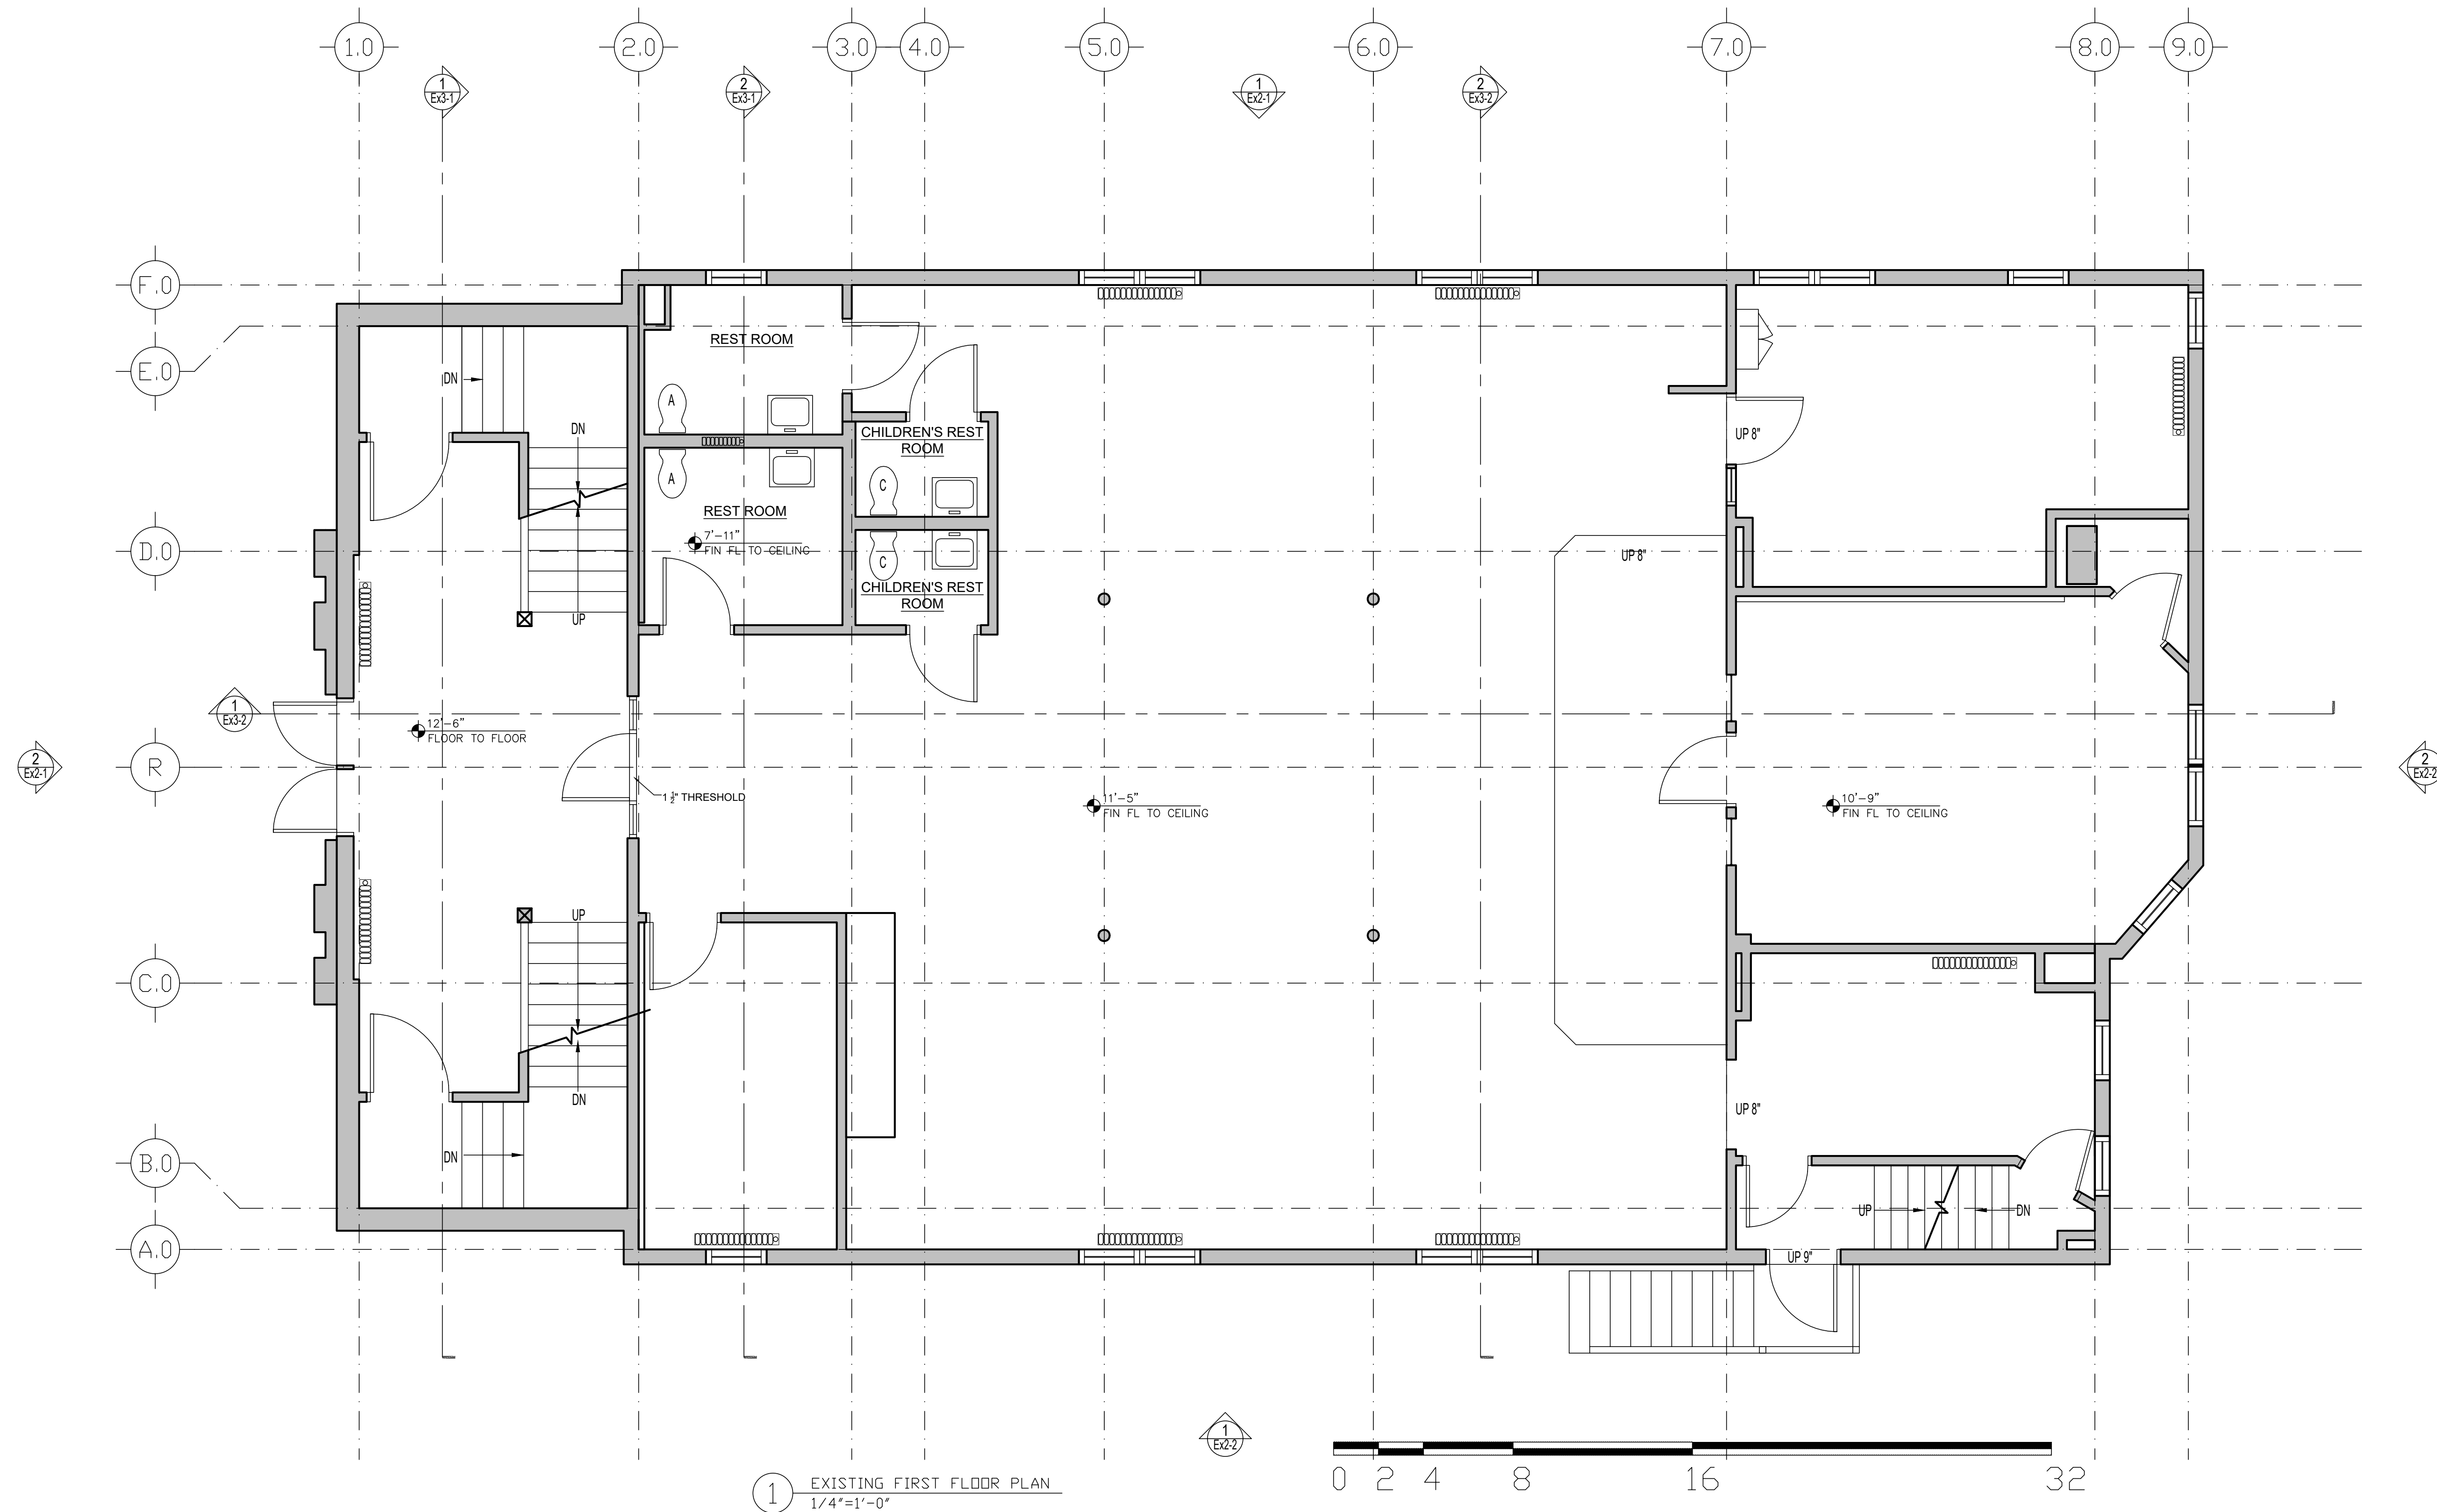 1.0
2.0
3.0
4.0
5.0
6.0
7.0
8.0
9.0
1
Ex3-1
2
Ex3-1
1
Ex2-1
2
Ex3-2
F.0
E.0
D.0
R
C.0
B.0
A.0
REST ROOM
DN
A
DN
CHILDREN'S REST
ROOM
UP 8"
A
C
REST ROOM
7'-11"
FIN FL TO CEILING
UP 8"
C
CHILDREN'S REST
ROOM
UP
1
Ex3-2
12'-6"
FLOOR TO FLOOR
2
Ex2-1
2
Ex2-2
1 ½" THRESHOLD
11'-5"
FIN FL TO CEILING
10'-9"
FIN FL TO CEILING
UP
DN
UP 8"
DN
UP
DN
UP 9"
1
Ex2-2
0 2 4 8 16 32
1
EXISTING FIRST FLOOR PLAN
1/4"=1'-0"